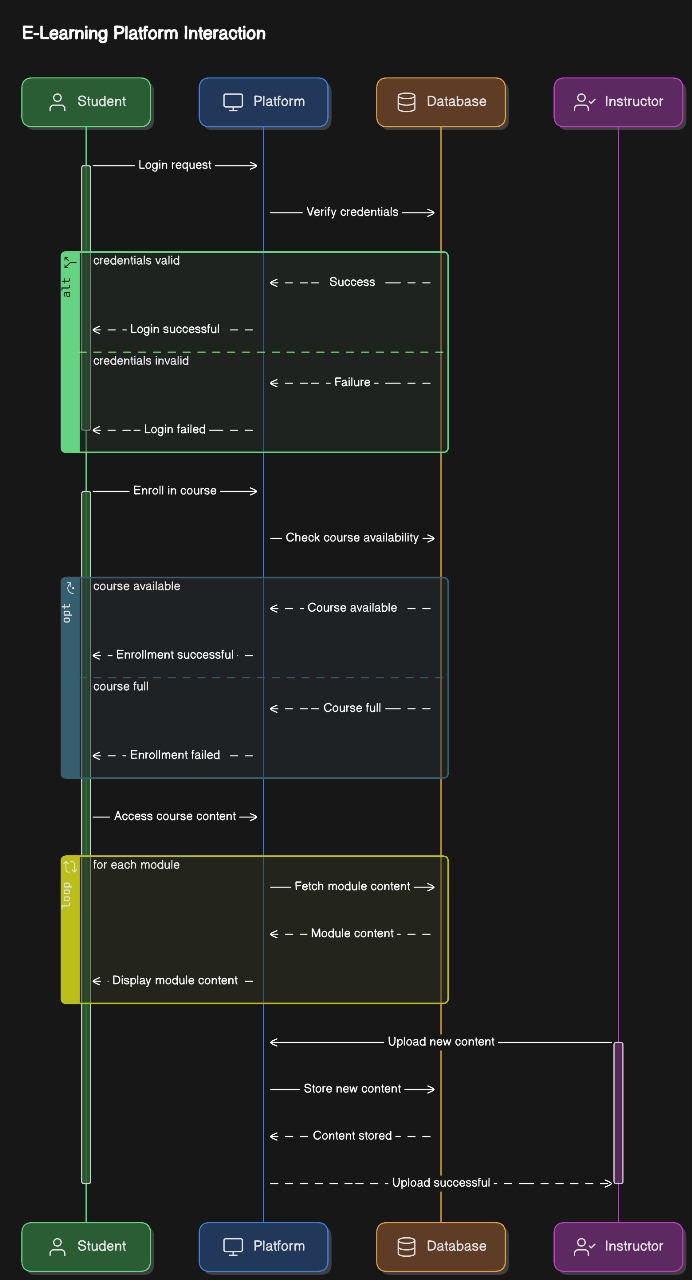 E-Learning Platform Interaction
Student
Platform
Database
Instructor
Login request
Verify credentials
alt
credentials valid
Success
Login successful
credentials invalid
Failure
Login failed
Enroll in course
Check course availability
opt
course available
Course available
Enrollment successful
course full
Course full
Enrollment failed
Access course content
loop
for each module
Fetch module content
Module content
Display module content
Upload new content
Store new content
Content stored
Upload successful
Student
Platform
Database
Instructor